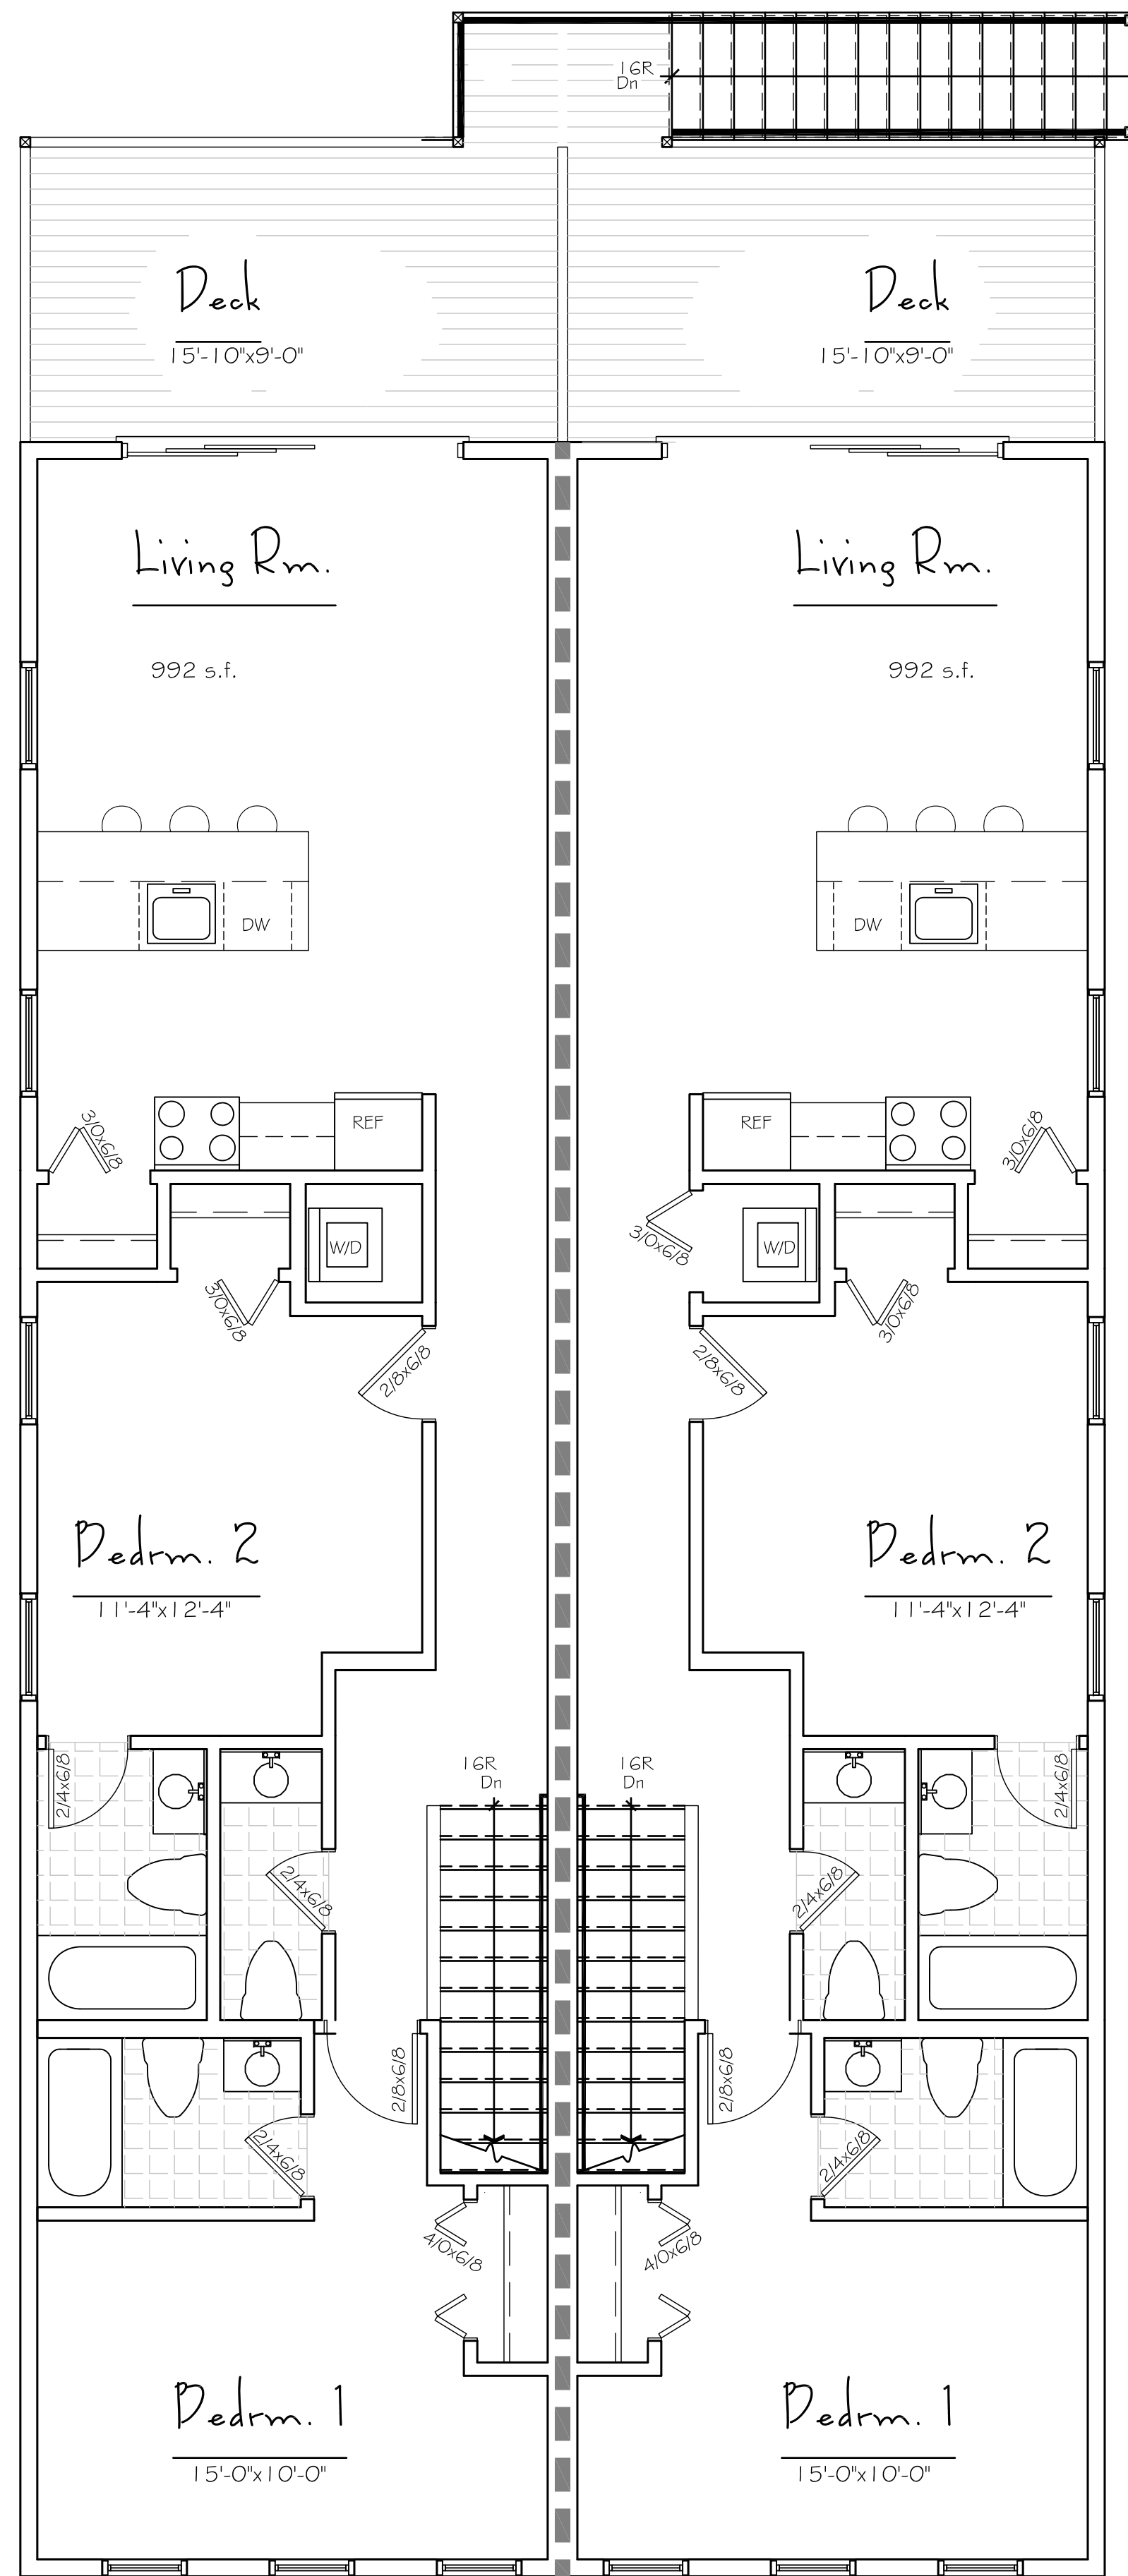 16R
Dn
Deck
15'-10"x9'-0"
Deck
15'-10"x9'-0"
Living Rm.
Living Rm.
992 s.f.
992 s.f.
DW
DW
REF
REF
3/0x6/8
3/0x6/8
W/D
W/D
3/0x6/8
3/0x6/8
3/0x6/8
2/8x6/8
2/8x6/8
Bedrm. 2
11'-4"x12'-4"
Bedrm. 2
11'-4"x12'-4"
16R
Dn
16R
Dn
2/4x6/8
2/4x6/8
2/4x6/8
2/4x6/8
2/8x6/8
2/8x6/8
2/4x6/8
2/4x6/8
4/0x6/8
4/0x6/8
Bedrm. 1
15'-0"x10'-0"
Bedrm. 1
15'-0"x10'-0"